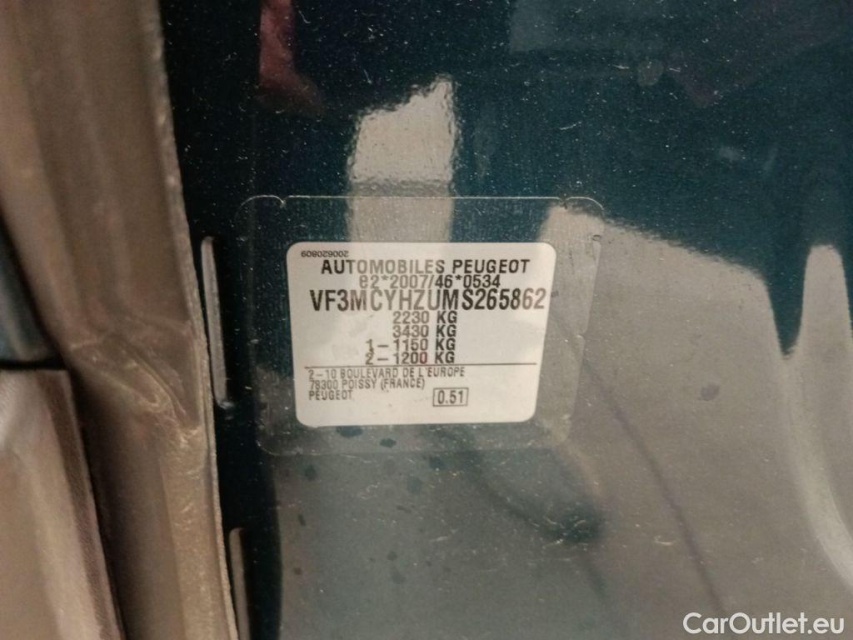 200620809
AUTOMOBILES PEUGEOT
e2*2007/46*0534
VF3MCYHZUMS265862
2230 KG
3430 KG
1-1150 KG
2-1200 KG
2-10 BOULEVARD DE L'EUROPE
78300 POISSY (FRANCE)
PEUGEOT
0.51
CarOutlet.eu